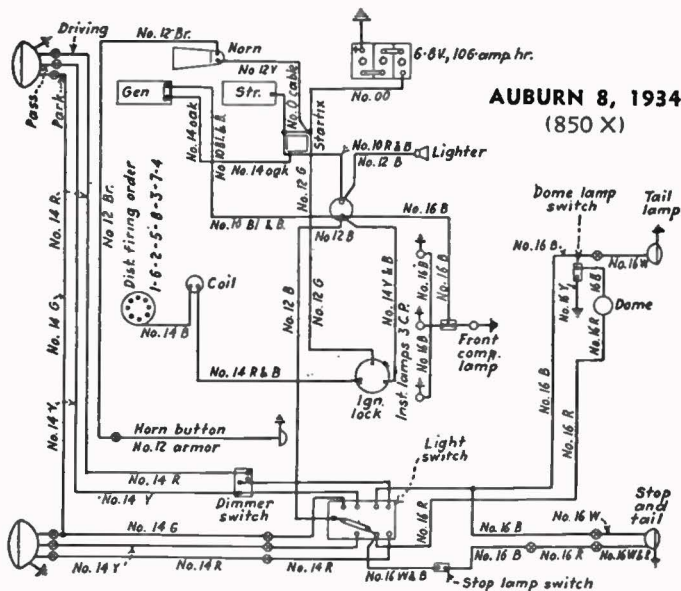 No. 12 Br.
Horn
No 12Y
6-8V., 106-amp. hr.
No. 00
AUBURN 8, 1934
(850 X)
Driving
Pass.
Park.
Gen
Str.
No. 0 cable
Startix
No. 14 oak
No. 10 Bl. & B.
No. 14 oak
No. 10 R & B
No. 12 B
Lighter
No. 12 G
No. 10 Bl & B.
No 12 B
No. 16 B
Dome lamp
switch
Tail
lamp
No. 16 B.
No. 16 W
No. 16 Y
16 B
Dome
No. 16 R
No. 14 R.
No 12 Br.
Dist. firing order
1-6-2-5-8-3-7-4
Coil
No. 14 B
No. 12 B
No. 12 G
No. 14 Y & B
Inst. lamps 3 C.P.
No. 16 B
No. 16 B
No. 16 B
Front
comp.
lamp
No. 14 R & B
Ign.
lock
No. 14 G.
No. 14 Y.
No. 16 B
No. 16 R
Horn button
No. 12 armor
Light
switch
No. 14 R
No. 14 Y
Dimmer
switch
No. 14 G
No. 14 Y
No. 14 R
No. 14 R
No. 16 R
No. 16 W & B
Stop lamp switch
No. 16 B
No. 16 W
Stop
and
tail
No. 16 B
No. 16 R
No. 16 W & B